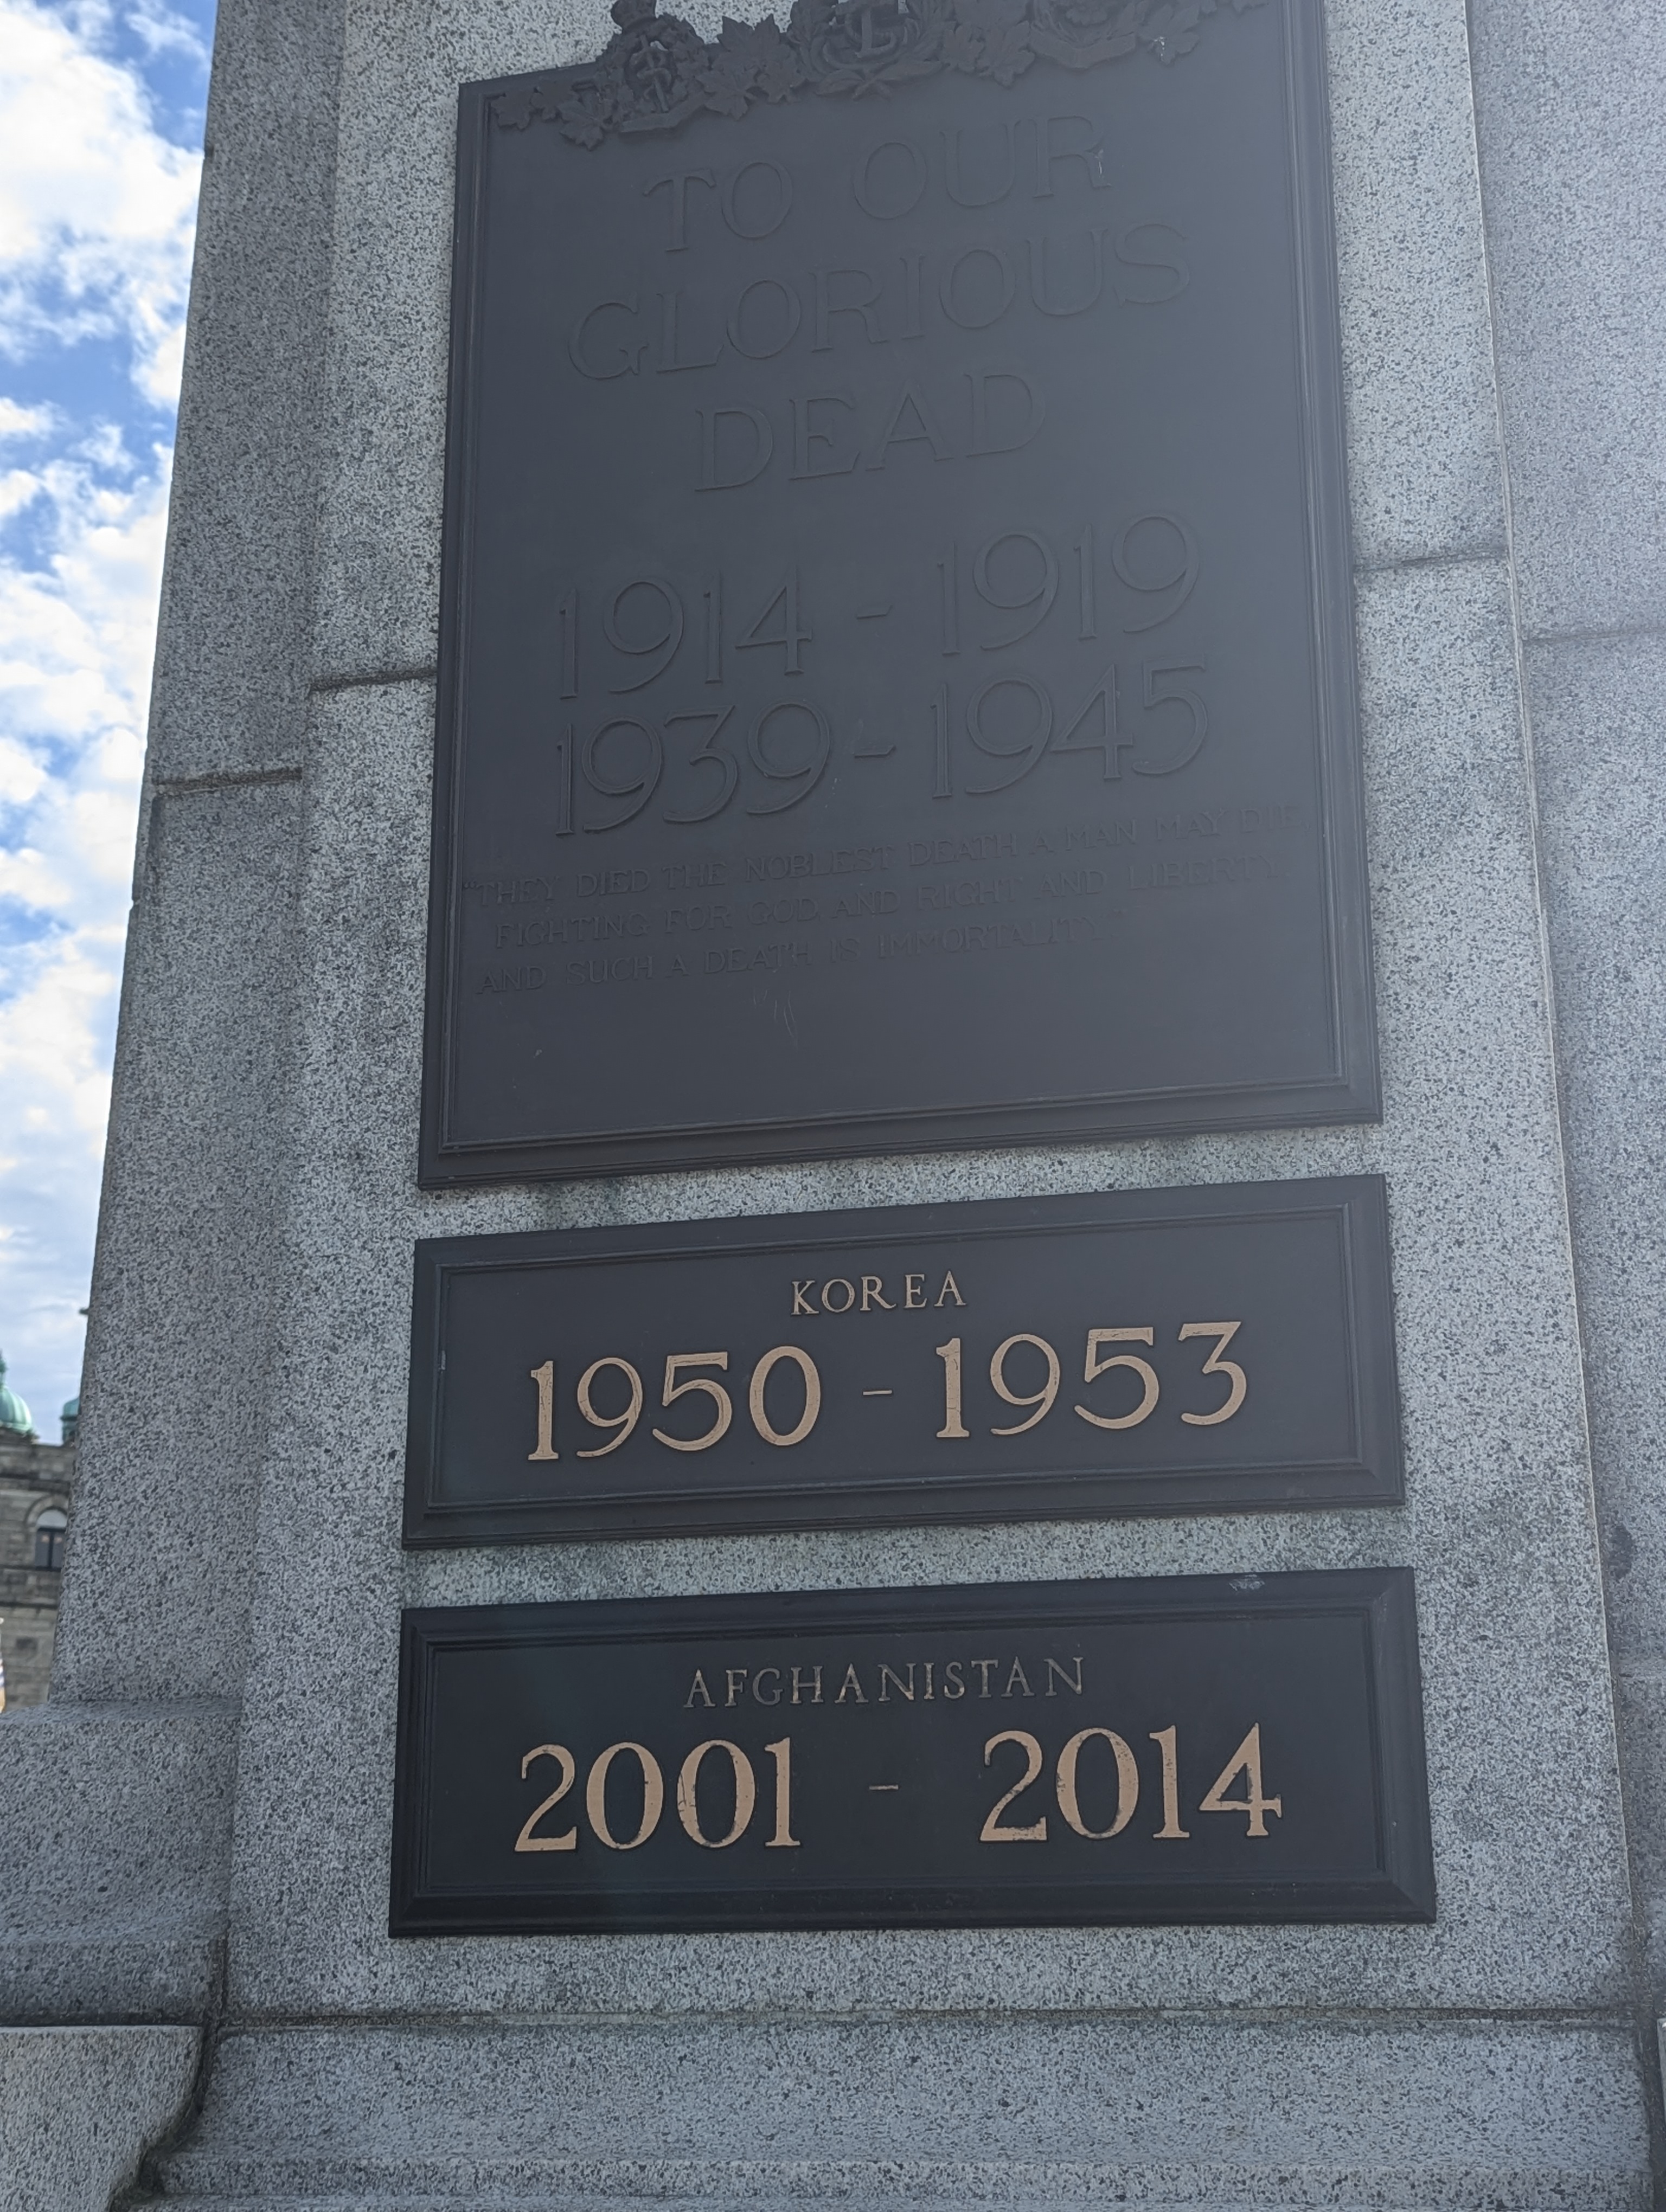 TO OUR
GLORIOUS
DEAD
1914 - 1919
1939 - 1945
"THEY DIED THE NOBLEST DEATH A MAN MAY DIE,
FIGHTING FOR GOD, AND RIGHT AND LIBERTY,
AND SUCH A DEATH IS IMMORTALITY."
KOREA
1950 - 1953
AFGHANISTAN
2001 - 2014